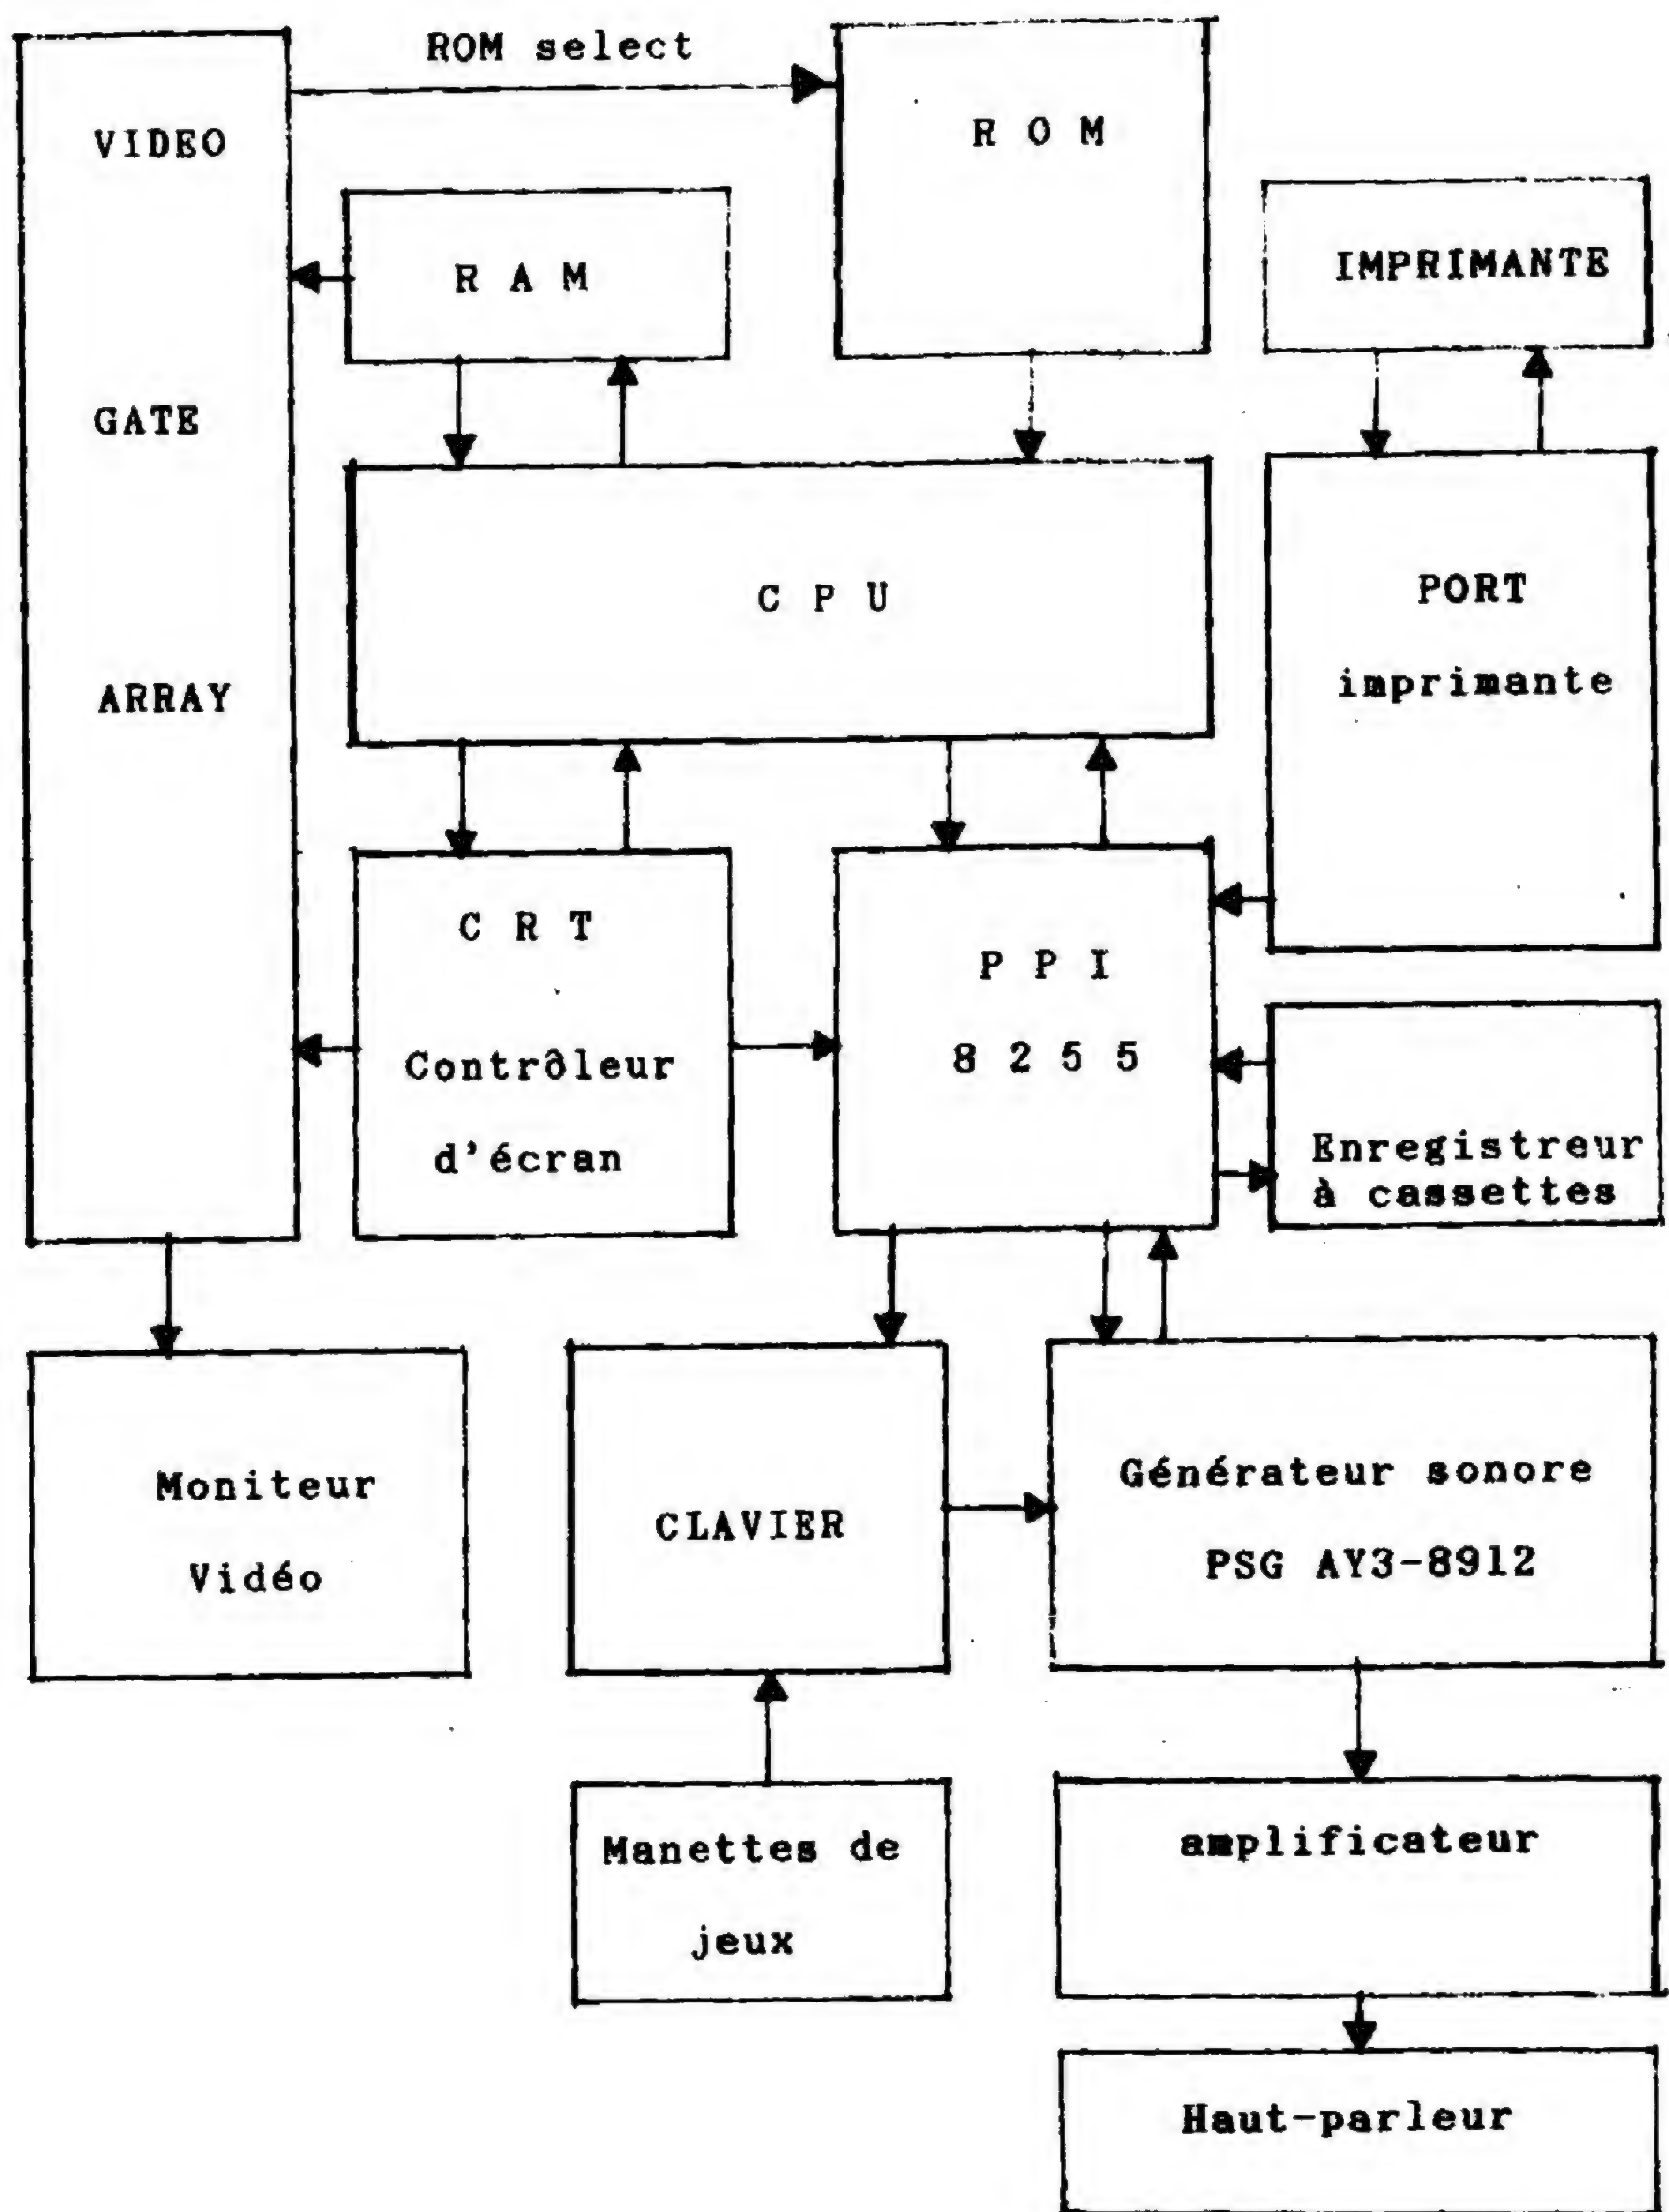 ROM select
VIDEO
GATE
ARRAY
R O M
R A M
IMPRIMANTE
C P U
PORT
imprimante
C R T
Contrôleur
d'écran
P P I
8 2 5 5
Enregistreur
à cassettes
Moniteur
Vidéo
CLAVIER
Générateur sonore
PSG AY3-8912
Manettes de
jeux
amplificateur
Haut-parleur